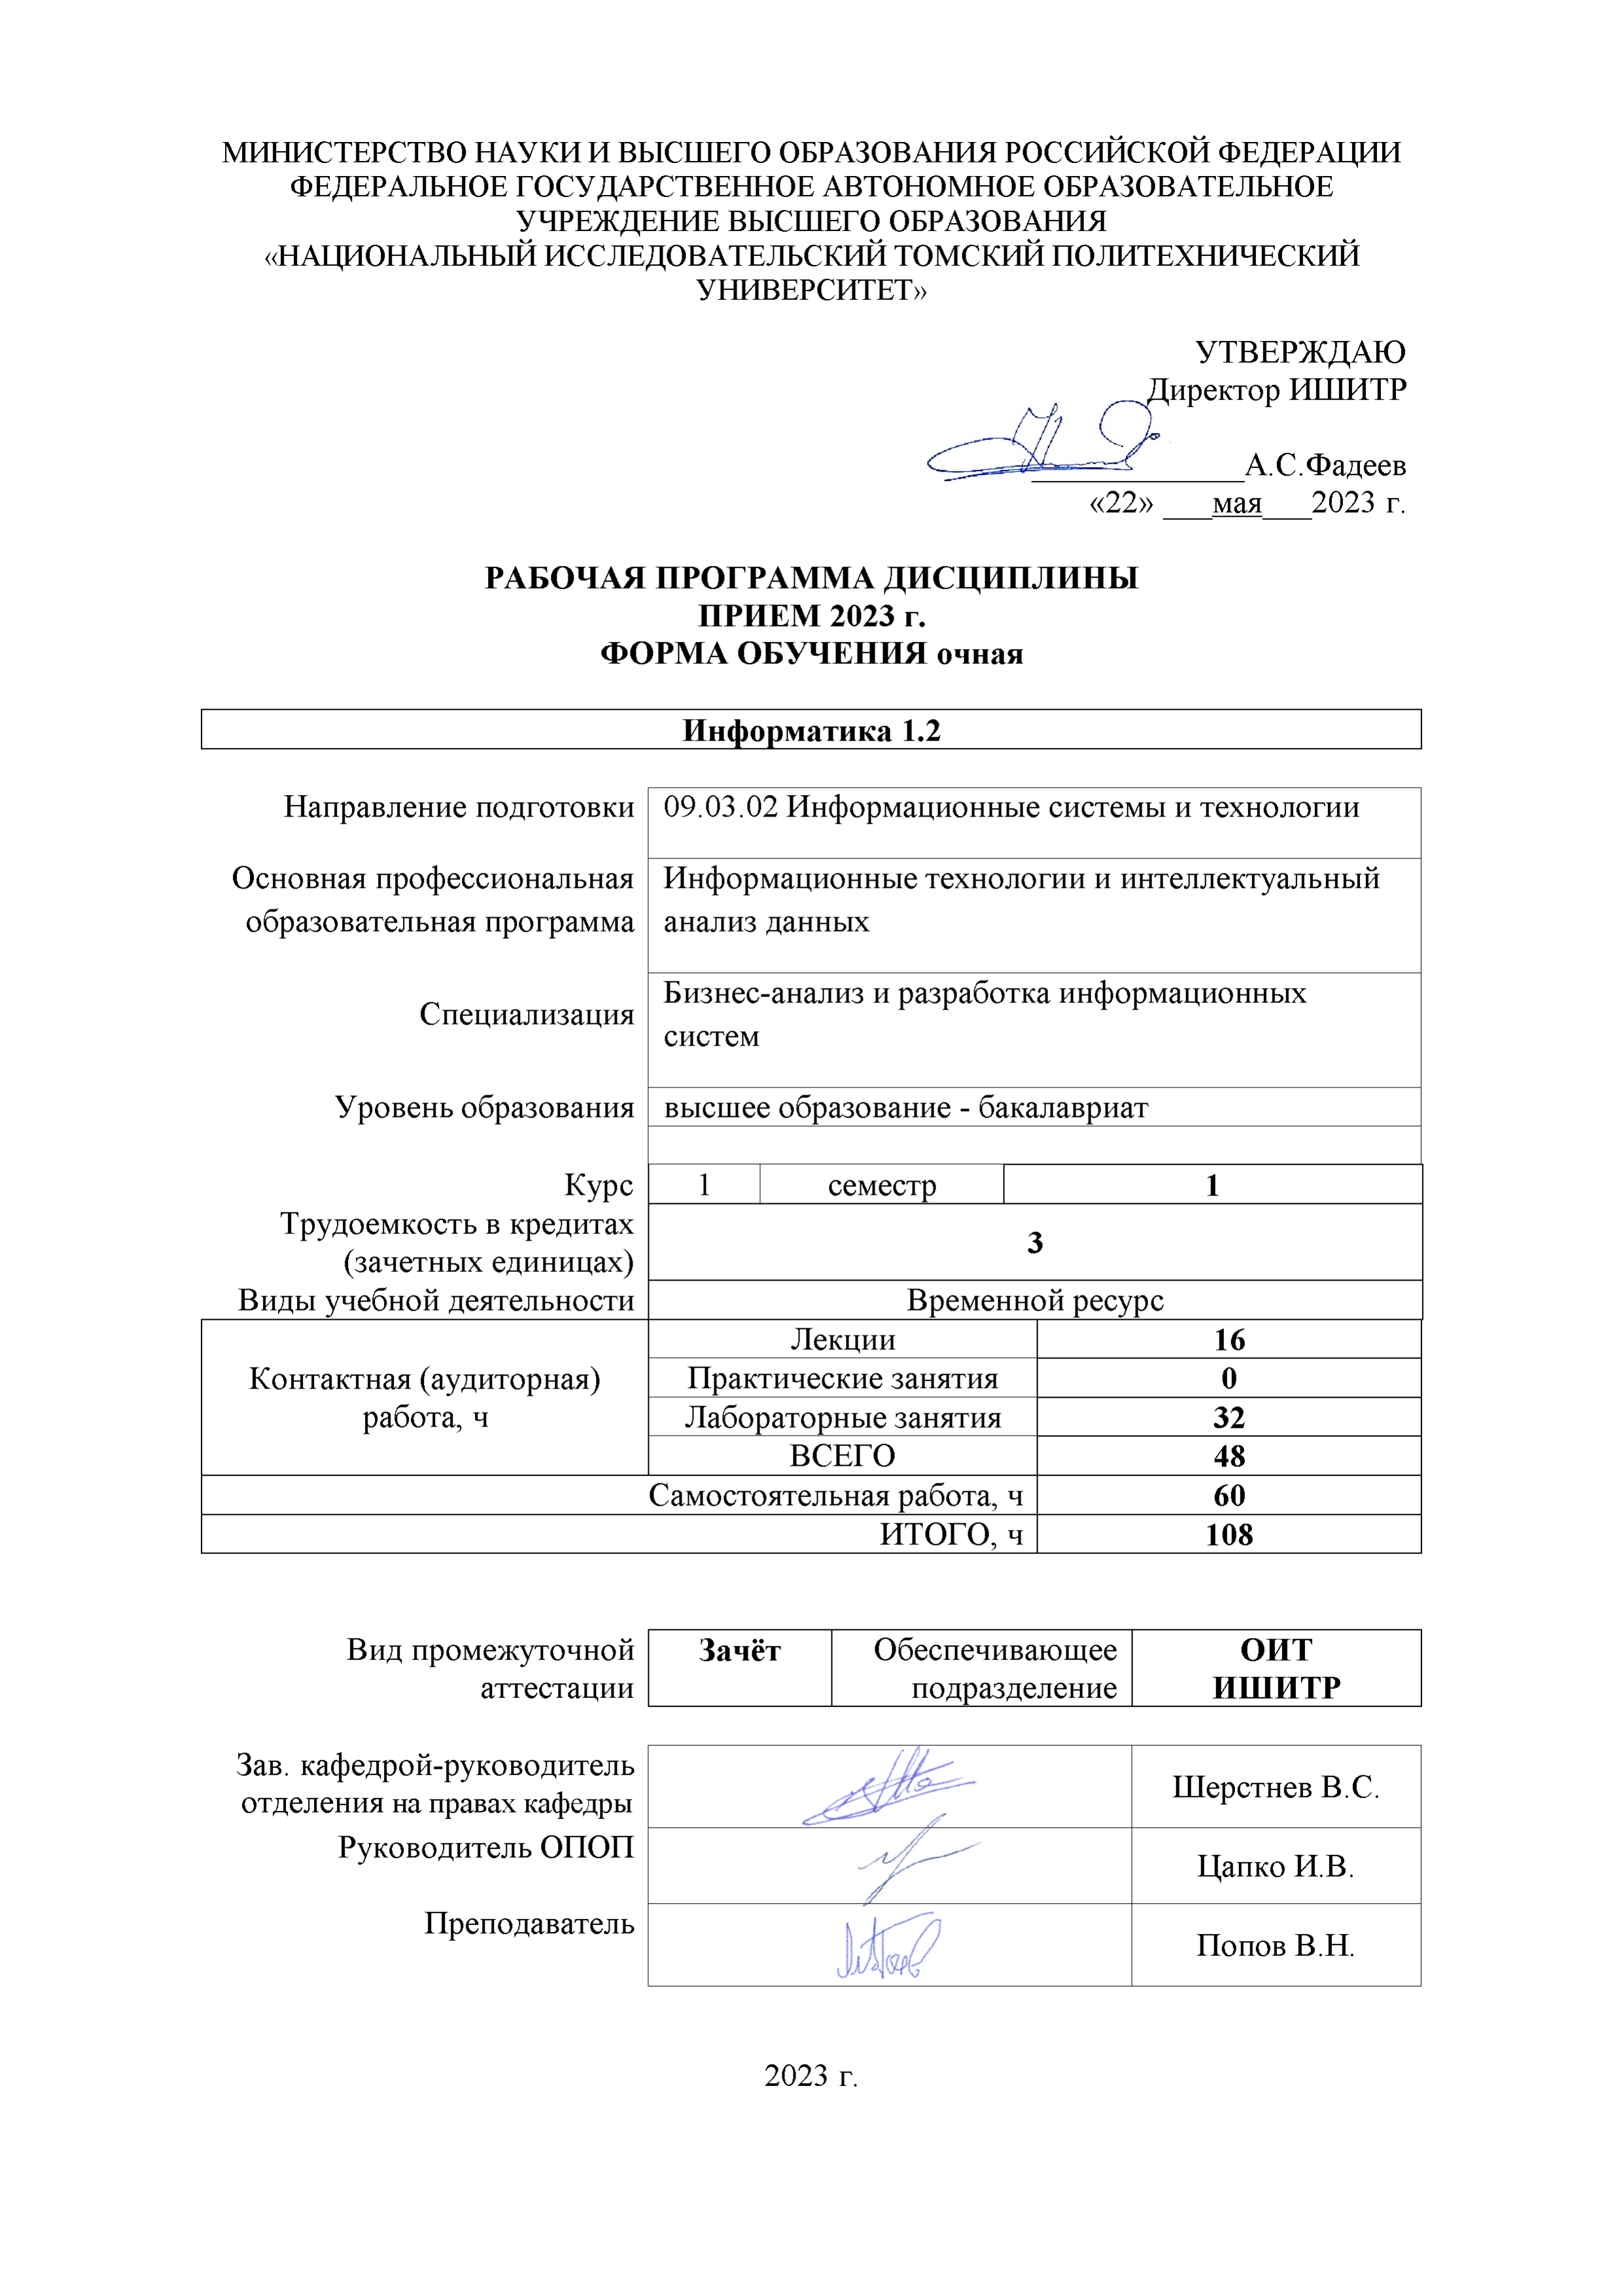 МИНИСТЕРСТВО НАУКИ И ВЫСШЕГО ОБРАЗОВАНИЯ РОССИЙСКОЙ ФЕДЕРАЦИИ
ФЕДЕРАЛЬНОЕ ГОСУДАРСТВЕННОЕ АВТОНОМНОЕ ОБРАЗОВАТЕЛЬНОЕ
УЧРЕЖДЕНИЕ ВЫСШЕГО ОБРАЗОВАНИЯ
«НАЦИОНАЛЬНЫЙ ИССЛЕДОВАТЕЛЬСКИЙ ТОМСКИЙ ПОЛИТЕХНИЧЕСКИЙ
УНИВЕРСИТЕТ»
УТВЕРЖДАЮ
Директор ИШИТР
_____________А.С.Фадеев
«22» ___мая___2023 г.
РАБОЧАЯ ПРОГРАММА ДИСЦИПЛИНЫ
ПРИЕМ 2023 г.
ФОРМА ОБУЧЕНИЯ очная
Информатика 1.2
Направление подготовки 09.03.02 Информационные системы и технологии
Основная профессиональная Информационные технологии и интеллектуальный
образовательная программа анализ данных
Специализация Бизнес-анализ и разработка информационных
систем
Уровень образования высшее образование - бакалавриат
Курс 1 семестр 1
Трудоемкость в кредитах
(зачетных единицах) 3
Виды учебной деятельности Временной ресурс
Контактная (аудиторная)
работа, ч
Лекции 16
Практические занятия 0
Лабораторные занятия 32
ВСЕГО 48
Самостоятельная работа, ч 60
ИТОГО, ч 108
Вид промежуточной Зачёт Обеспечивающее ОИТ
аттестации подразделение ИШИТР
Зав. кафедрой-руководитель
отделения на правах кафедры Шерстнев В.С.
Руководитель ОПОП Цапко И.В.
Преподаватель Попов В.Н.
2023 г.